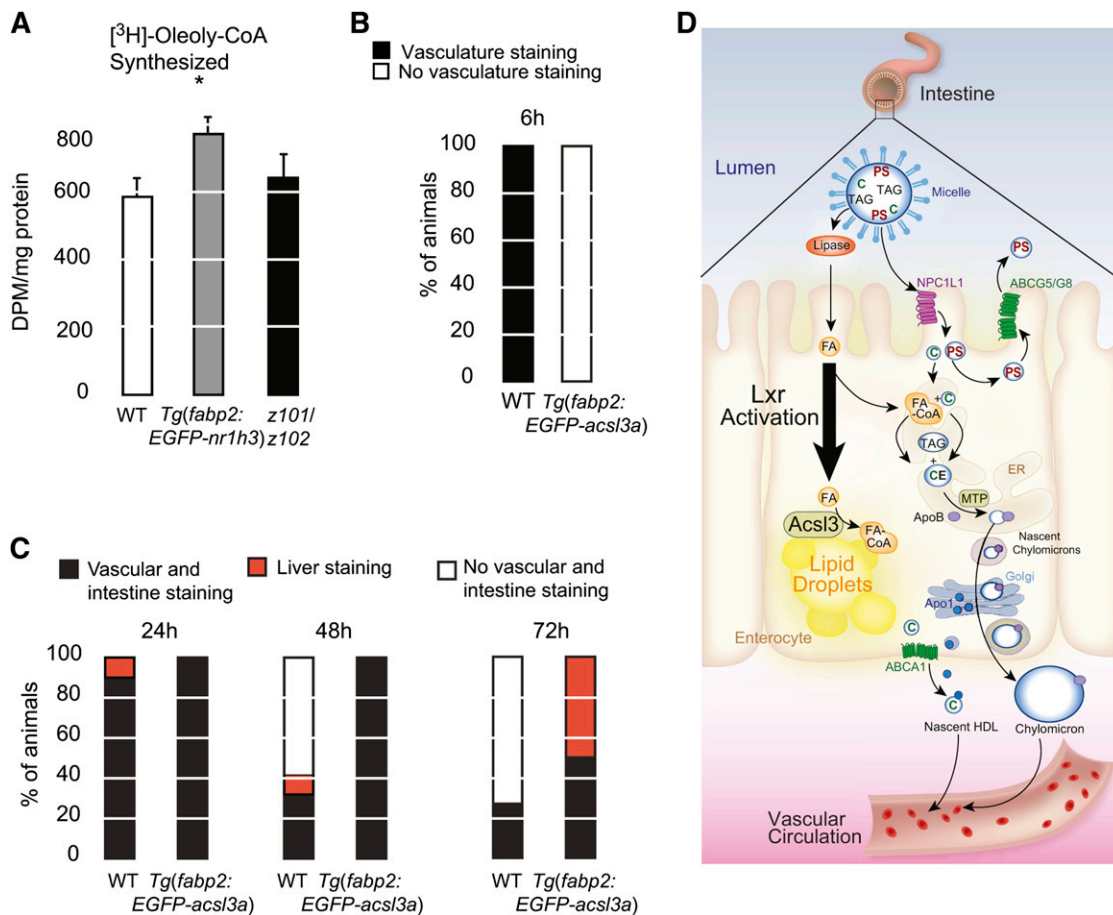 A
[³H]-Oleoly-CoA
Synthesized
*
DPM/mg protein
800
600
400
200
0
WT
Tg(fabp2:
EGFP-nr1h3)
z101/
z102
B
Vasculature staining
No vasculature staining
6h
% of animals
100
80
60
40
20
0
WT
Tg(fabp2:
EGFP-acsl3a)
C
Vascular and
intestine staining
Liver staining
No vascular and
intestine staining
24h
48h
72h
% of animals
100
80
60
40
20
0
WT
Tg(fabp2:
EGFP-acsl3a)
WT
Tg(fabp2:
EGFP-acsl3a)
WT
Tg(fabp2:
EGFP-acsl3a)
D
Intestine
Lumen
PS
C
TAG
TAG
C
PS
Micelle
Lipase
PS
NPC1L1
ABCG5/G8
FA
C
PS
PS
Lxr
Activation
FA
-CoA
+
C
TAG
+
CE
ER
MTP
ApoB
FA
Acsl3
FA-
CoA
Nascent
Chylomicrons
Lipid
Droplets
Golgi
Apo1
Enterocyte
C
ABCA1
C
Nascent HDL
Chylomicron
Vascular
Circulation